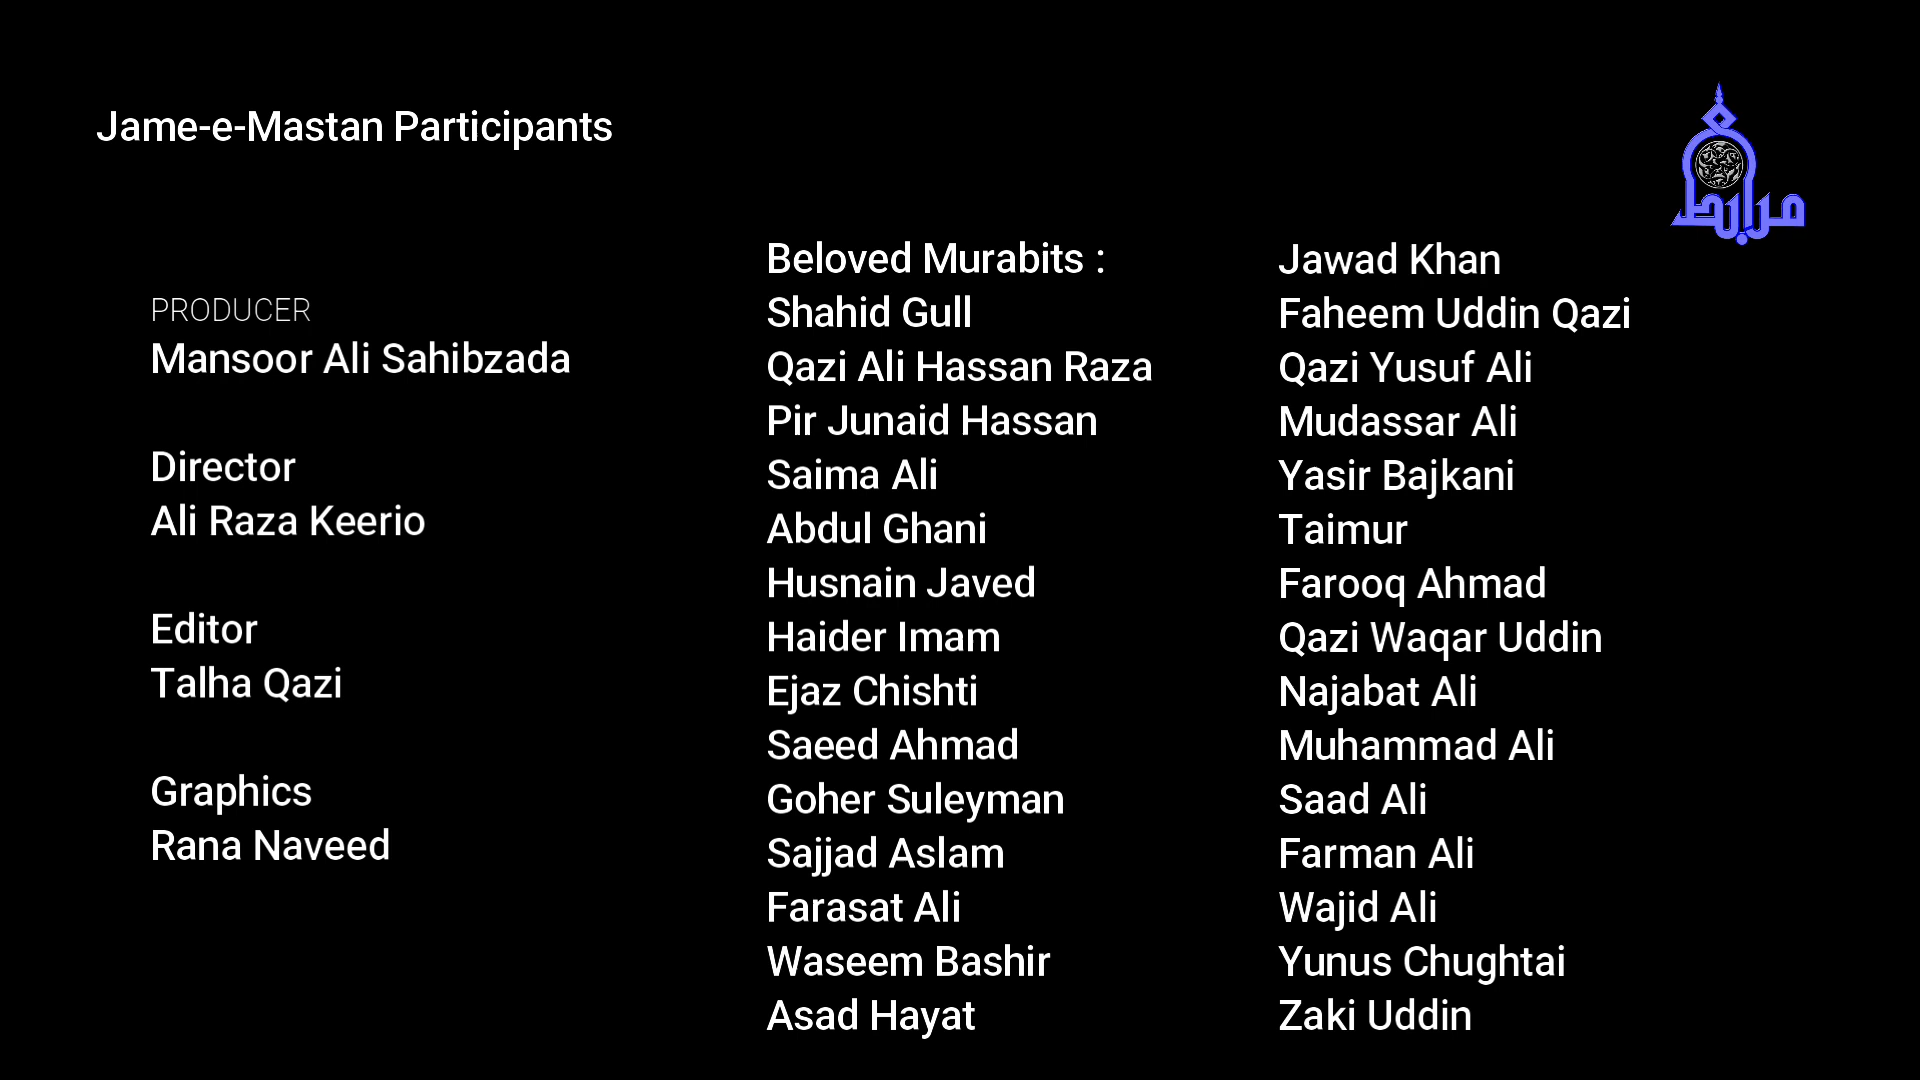 Jame-e-Mastan Participants
مرابط
PRODUCER
Mansoor Ali Sahibzada
Director
Ali Raza Keerio
Editor
Talha Qazi
Graphics
Rana Naveed
Beloved Murabits :
Shahid Gull
Qazi Ali Hassan Raza
Pir Junaid Hassan
Saima Ali
Abdul Ghani
Husnain Javed
Haider Imam
Ejaz Chishti
Saeed Ahmad
Goher Suleyman
Sajjad Aslam
Farasat Ali
Waseem Bashir
Asad Hayat
Jawad Khan
Faheem Uddin Qazi
Qazi Yusuf Ali
Mudassar Ali
Yasir Bajkani
Taimur
Farooq Ahmad
Qazi Waqar Uddin
Najabat Ali
Muhammad Ali
Saad Ali
Farman Ali
Wajid Ali
Yunus Chughtai
Zaki Uddin